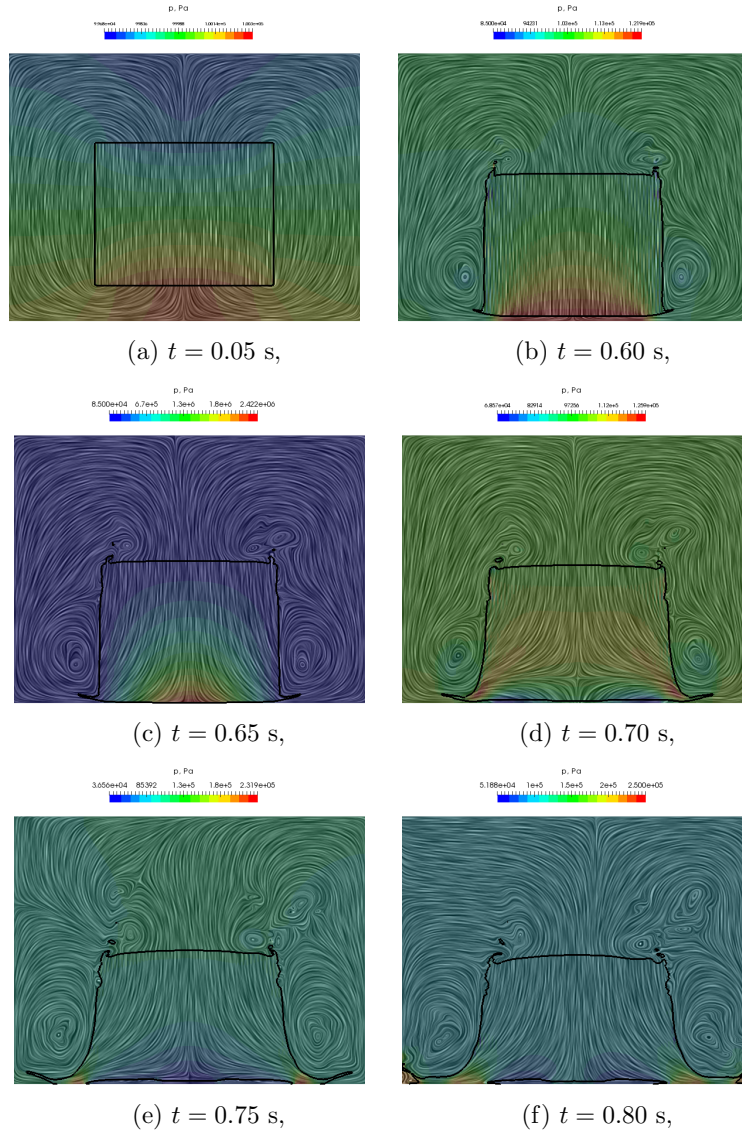 p, Pa
p, Pa
8.500e+04 94231 1.03e+05 1.13e+05 1.219e+05
(a) t = 0.05 s,
(b) t = 0.60 s,
p, Pa
8.500e+04 6.7e+5 1.3e+6 1.8e+6 2.422e+06
p, Pa
6.857e+04 82914 97256 1.12e+05 1.259e+05
(c) t = 0.65 s,
(d) t = 0.70 s,
p, Pa
3.656e+04 85392 1.3e+5 1.8e+5 2.319e+05
p, Pa
5.188e+04 1e+5 1.5e+5 2e+5 2.500e+05
(e) t = 0.75 s,
(f) t = 0.80 s,